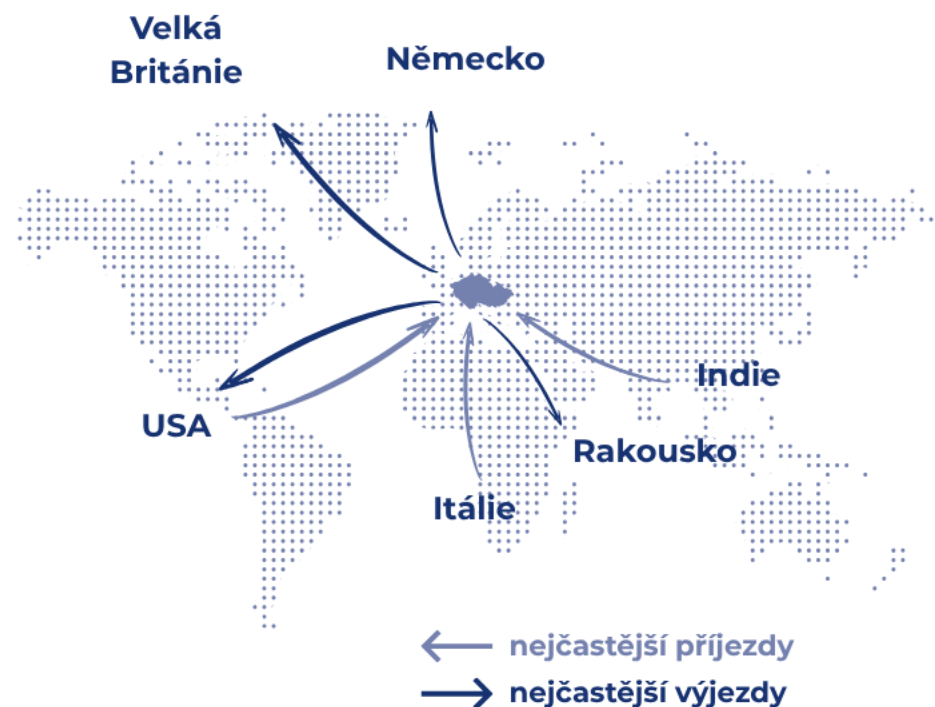 Velká
Británie
Německo
Indie
USA
Rakousko
Itálie
nejčastější příjezdy
nejčastější výjezdy